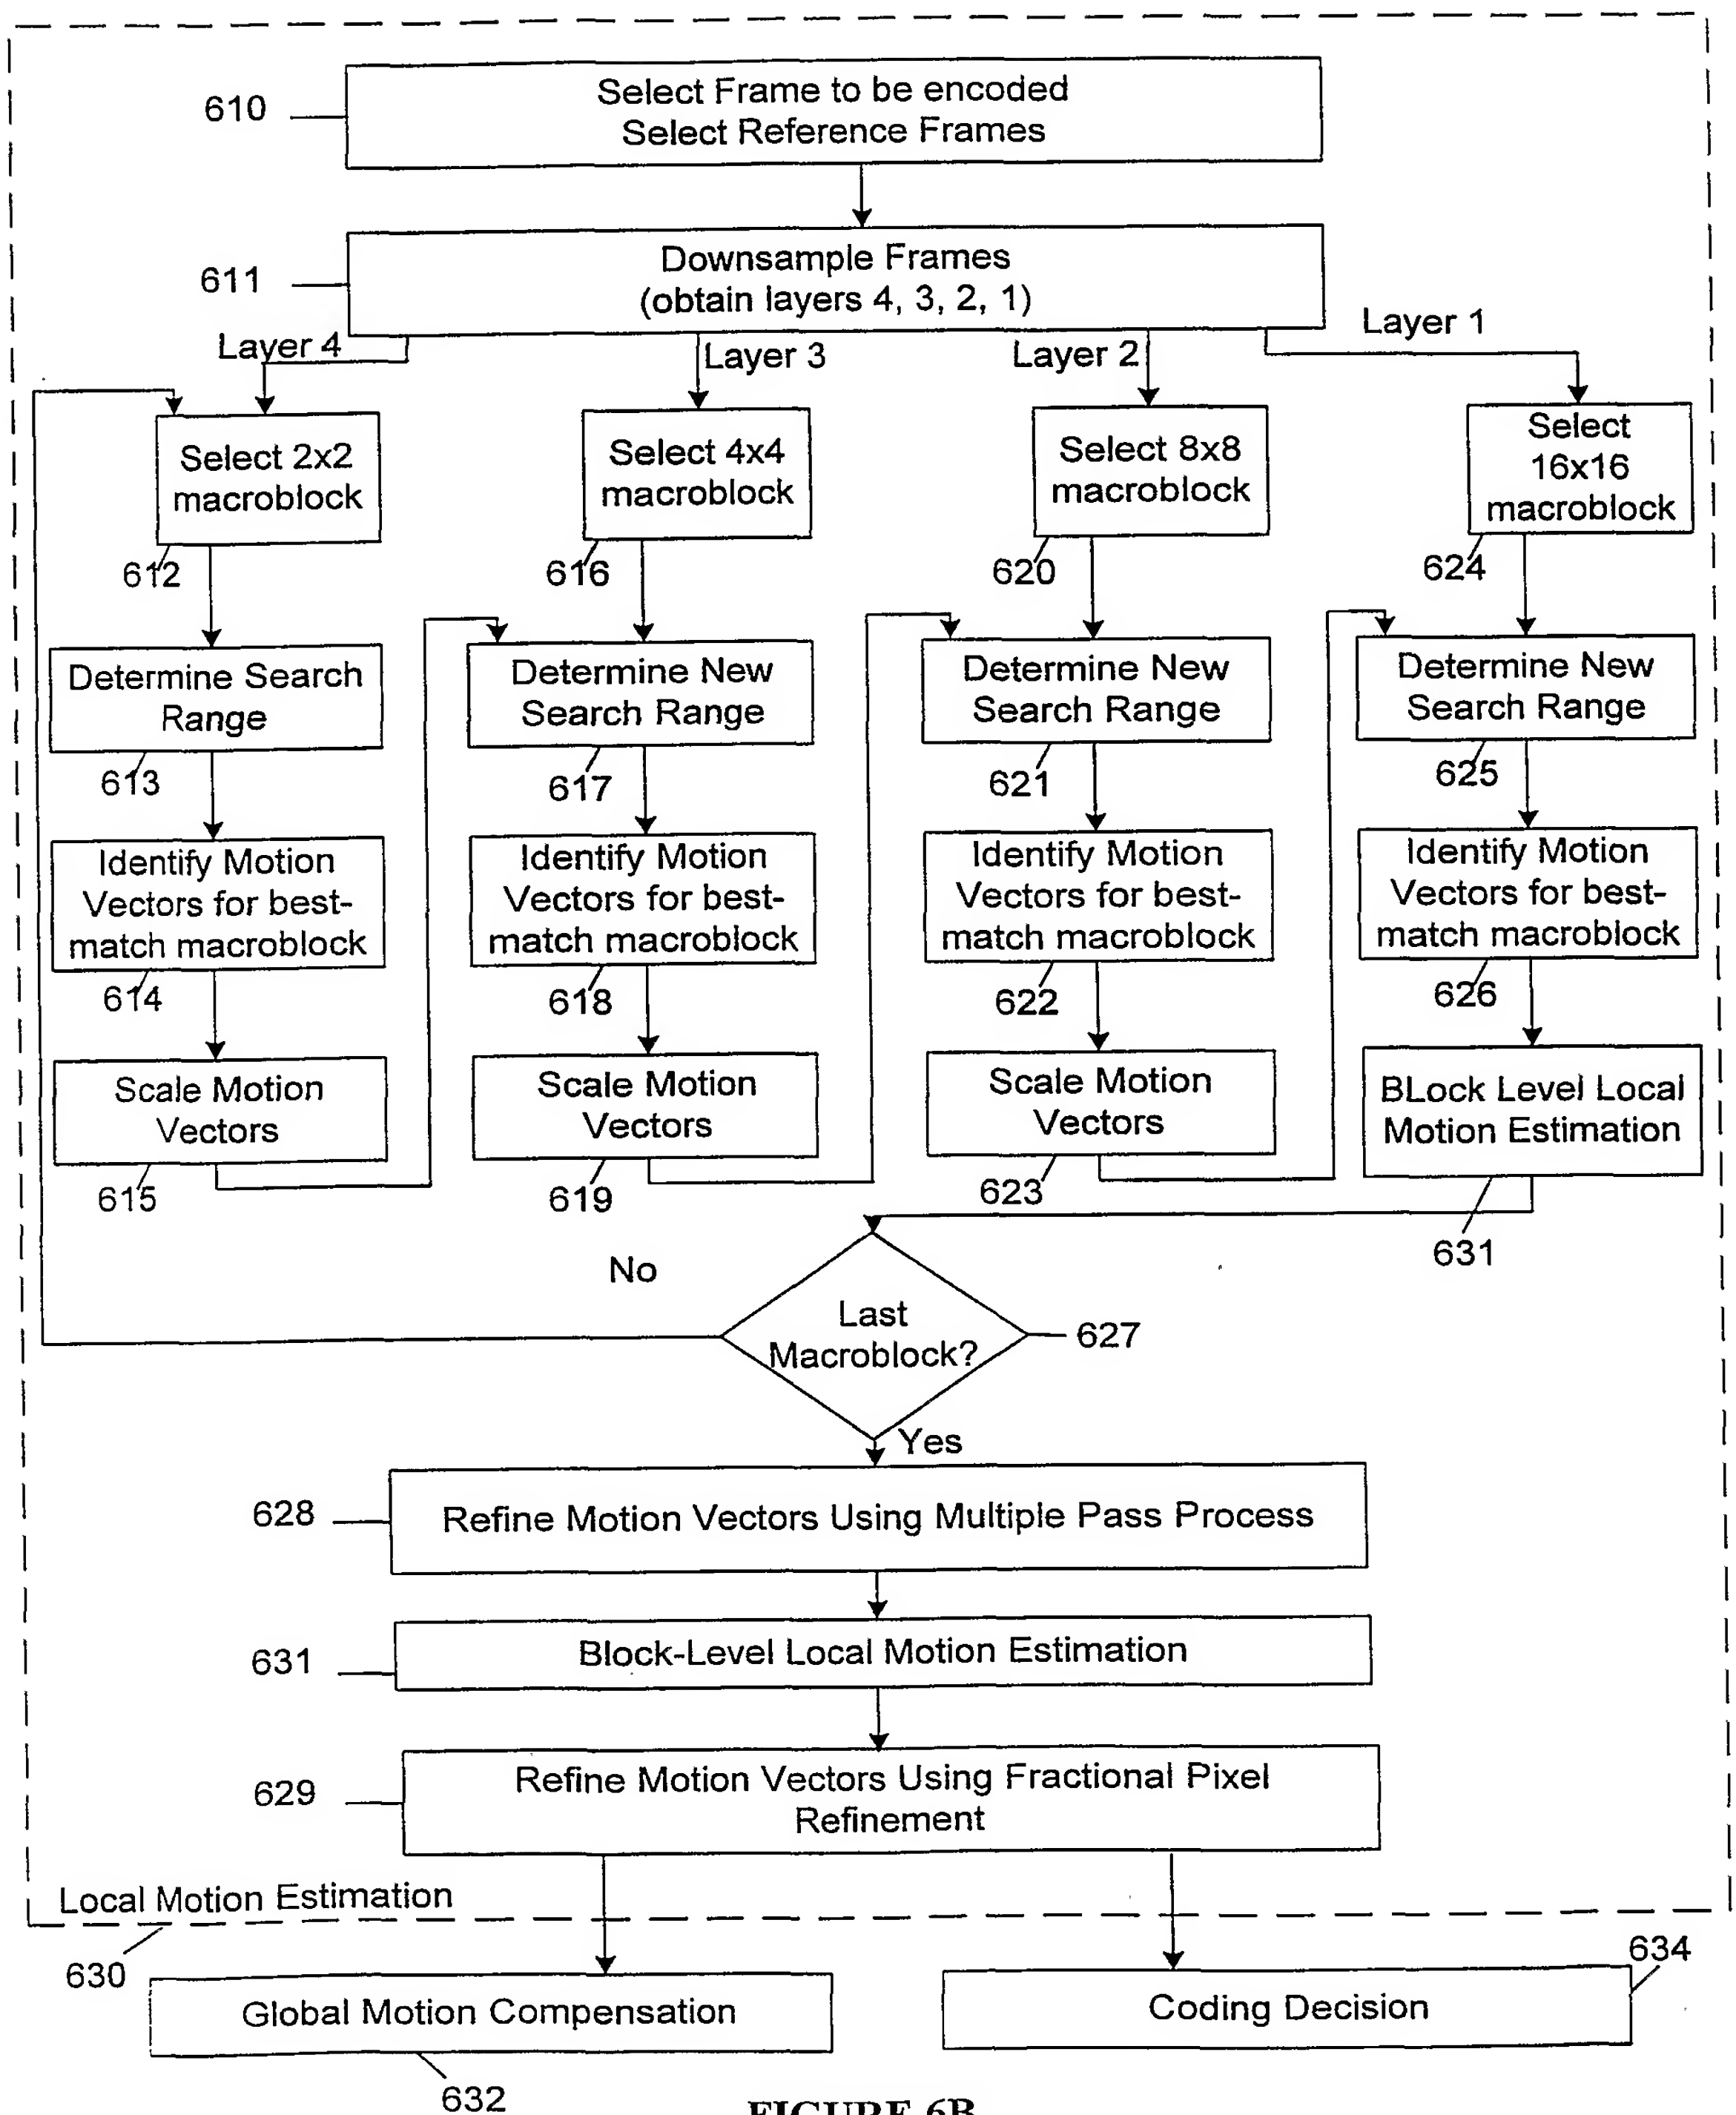 610
Select Frame to be encoded
Select Reference Frames
611
Downsample Frames
(obtain layers 4, 3, 2, 1)
Layer 4
Layer 3
Layer 2
Layer 1
Select 2x2
macroblock
612
Select 4x4
macroblock
616
Select 8x8
macroblock
620
Select
16x16
macroblock
624
Determine Search
Range
613
Determine New
Search Range
617
Determine New
Search Range
621
Determine New
Search Range
625
Identify Motion
Vectors for best-
match macroblock
614
Identify Motion
Vectors for best-
match macroblock
618
Identify Motion
Vectors for best-
match macroblock
622
Identify Motion
Vectors for best-
match macroblock
626
Scale Motion
Vectors
615
Scale Motion
Vectors
619
Scale Motion
Vectors
623
BLock Level Local
Motion Estimation
631
No
Last
Macroblock?
627
Yes
628
Refine Motion Vectors Using Multiple Pass Process
631
Block-Level Local Motion Estimation
629
Refine Motion Vectors Using Fractional Pixel
Refinement
Local Motion Estimation
630
Global Motion Compensation
632
Coding Decision
634
FIGURE 6B